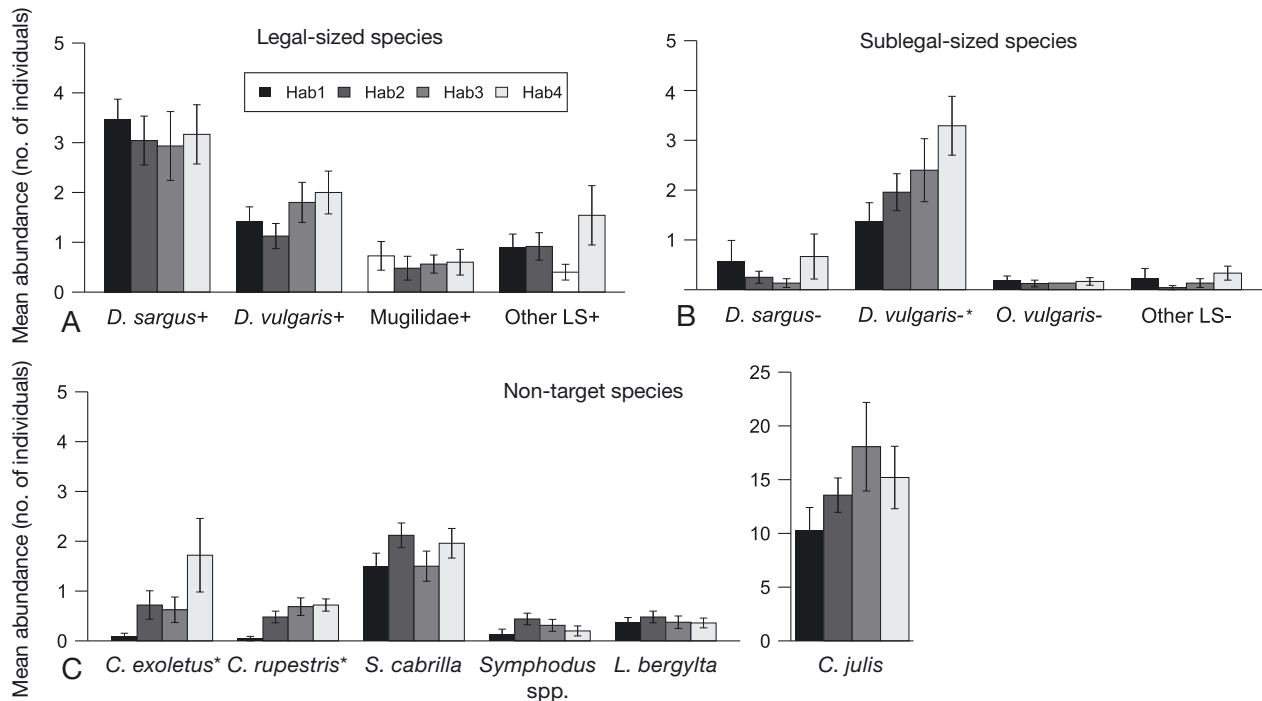 Legal-sized species
Mean abundance (no. of individuals)
5
4
3
2
1
0
Hab1 Hab2 Hab3 Hab4
A
D. sargus+ D. vulgaris+ Mugilidae+ Other LS+
Sublegal-sized species
5
4
3
2
1
B
D. sargus- D. vulgaris-* O. vulgaris- Other LS-
Non-target species
Mean abundance (no. of individuals)
5
4
3
2
1
0
C
C. exoletus* C. rupestris* S. cabrilla Symphodus L. bergylta
spp.
25
20
15
10
5
0
C. julis